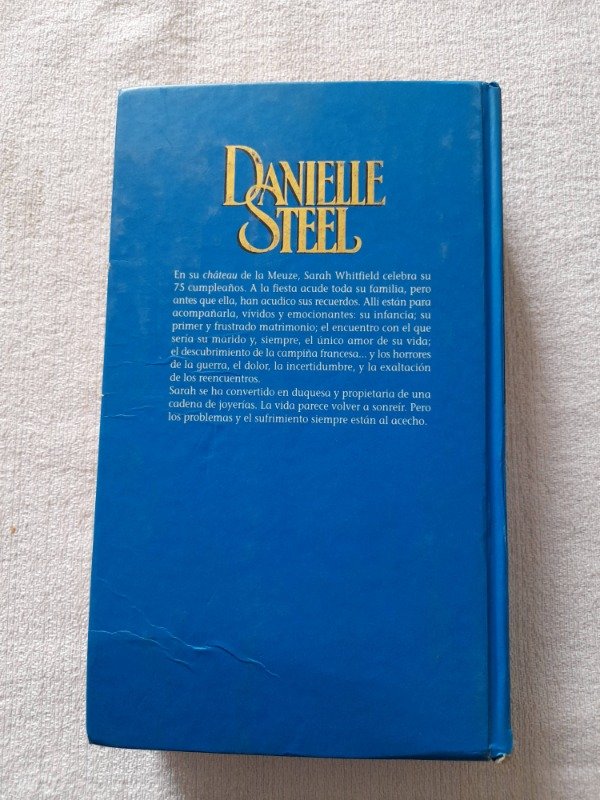 DANIELLE
STEEL
En su château de la Meuze, Sarah Whitfield celebra su
75 cumpleaños. A la fiesta acude toda su familia, pero
antes que ella, han acudico sus recuerdos. Alli están para
acompañarla, vívidos y emocionantes: su infancia; su
primer y frustrado matrimonio; el encuentro con el que
seria su marido y, siempre, el único amor de su vida;
el descubrimiento de la campiña francesa... y los horrores
de la guerra, el dolor, la incertidumbre, y la exaltación
de los reencuentros.
Sarah se ha convertido en duquesa y propietaria de una
cadena de joyerías. La vida parece volver a sonreir. Pero
los problemas y el sufrimiento siempre están al acecho.